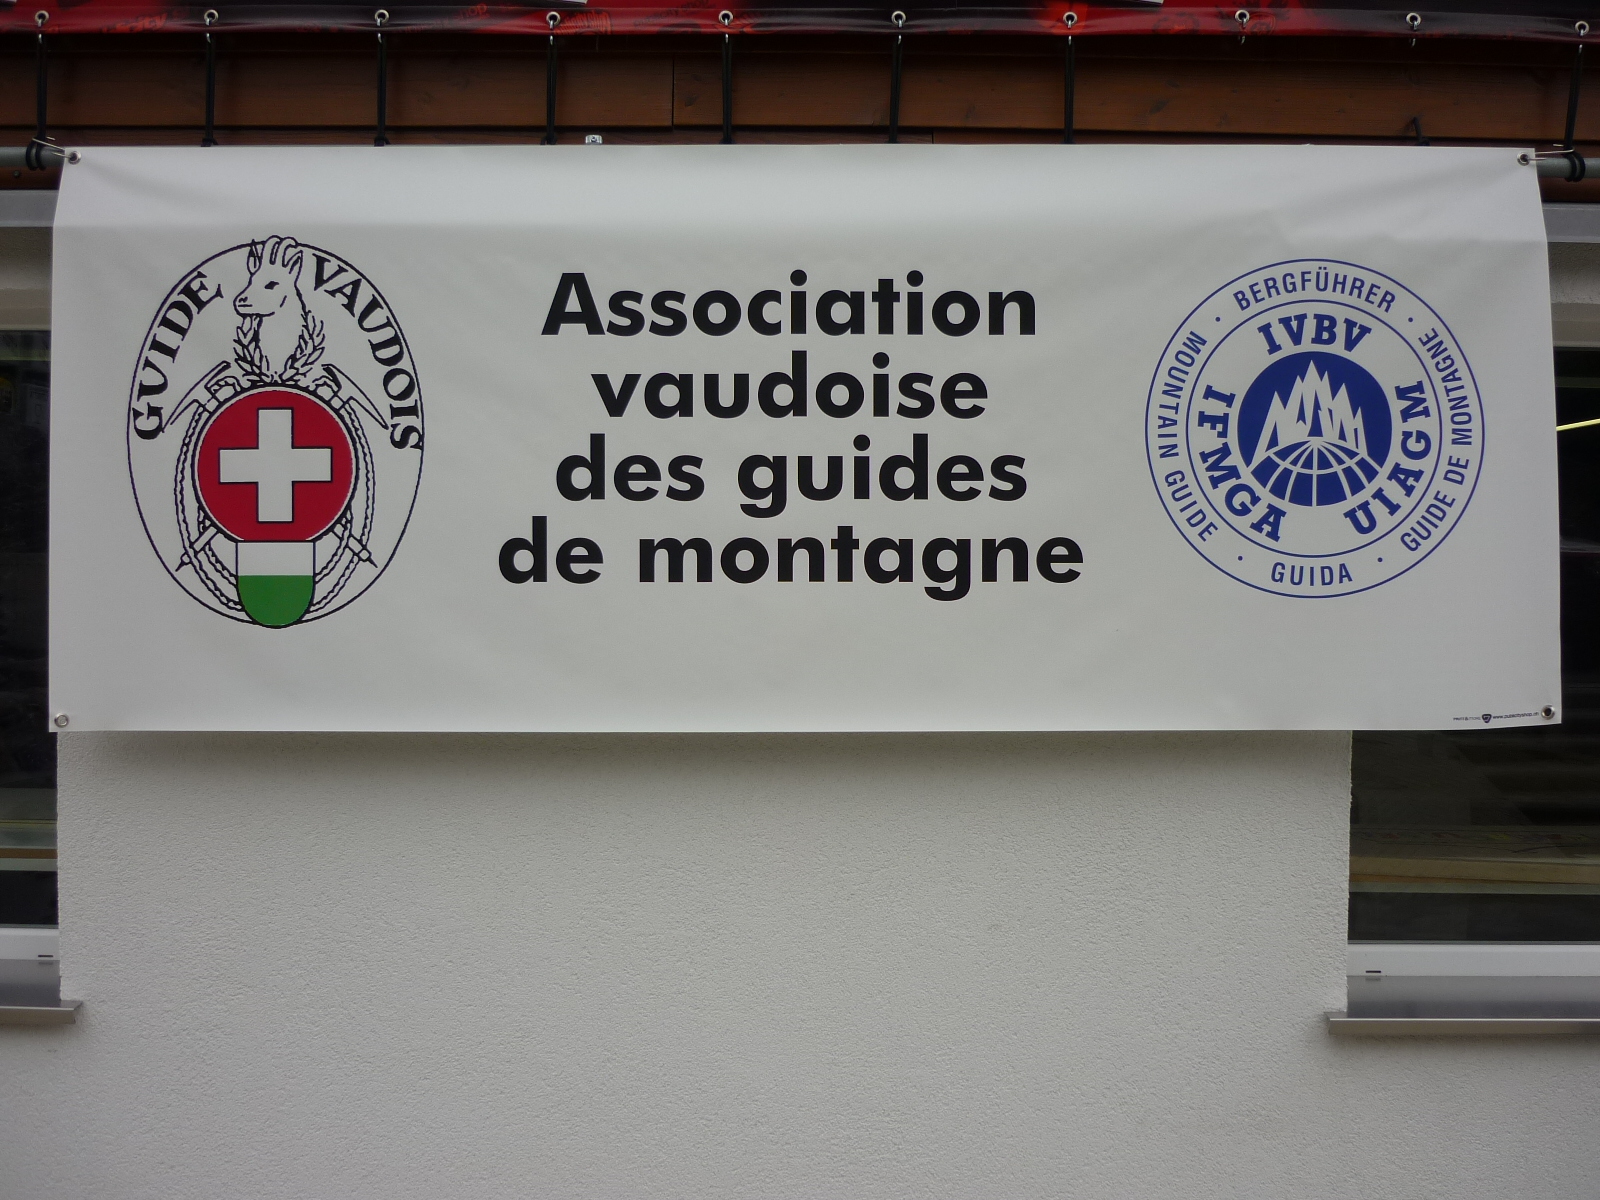 GUIDE VAUDOIS
Association
vaudoise
des guides
de montagne
BERGFÜHRER
IVBV
MOUNTAIN GUIDE
IFMGA
UIAGM
GUIDE DE MONTAGNE
GUIDA